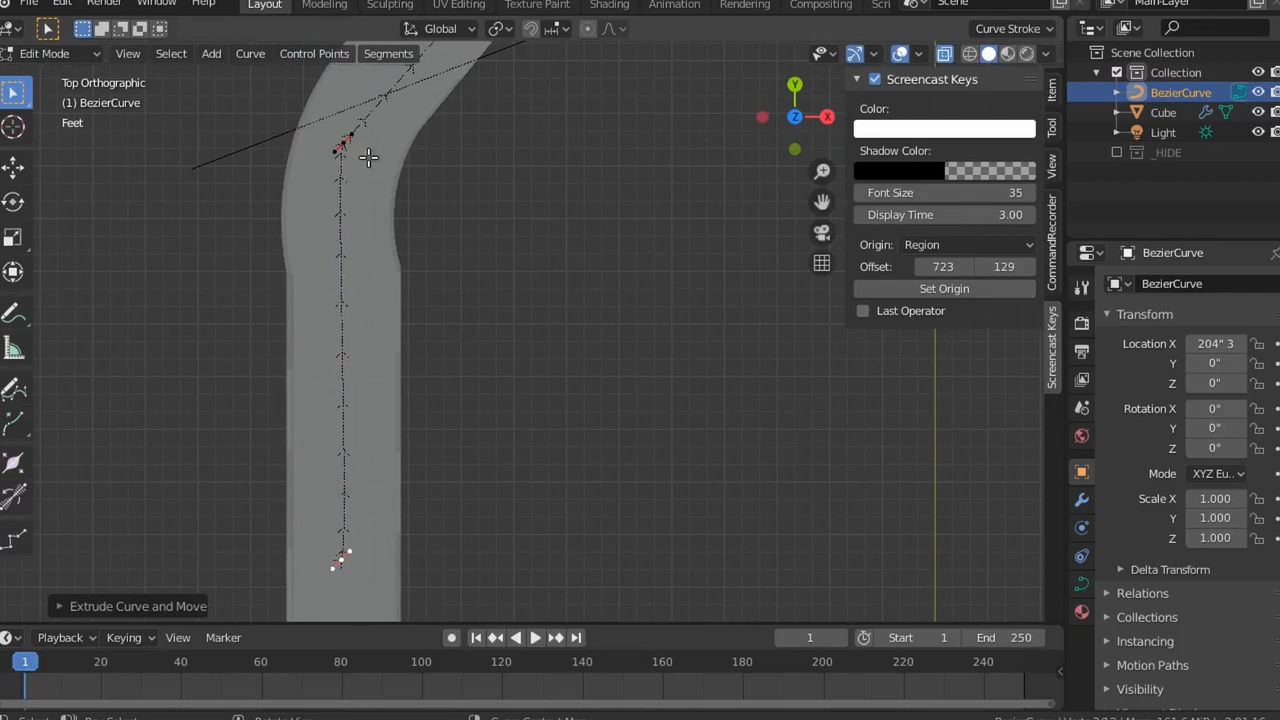 File Edit Render Window Help Layout Modeling Sculpting UV Editing Texture Paint Shading Animation Rendering Compositing Scri Scene Main-Layer
Global Curve Stroke
Edit Mode View Select Add Curve Control Points Segments
Top Orthographic
(1) BezierCurve
Feet
Z
Y
X
Screencast Keys
Color:
Shadow Color:
Font Size 35
Display Time 3.00
Origin: Region
Offset: 723 129
Set Origin
Last Operator
Item
Tool
View
CommandRecorder
Screencast Keys
Scene Collection
Collection
BezierCurve
Cube
Light
_HIDE
BezierCurve
BezierCurve
Transform
Location X 204" 3
Y 0"
Z 0"
Rotation X 0°
Y 0°
Z 0°
Mode XYZ Eu..
Scale X 1.000
Y 1.000
Z 1.000
Delta Transform
Relations
Collections
Instancing
Motion Paths
Visibility
Extrude Curve and Move
Playback Keying View Marker 1 Start 1 End 250
1 20 40 60 80 100 120 140 160 180 200 220 240